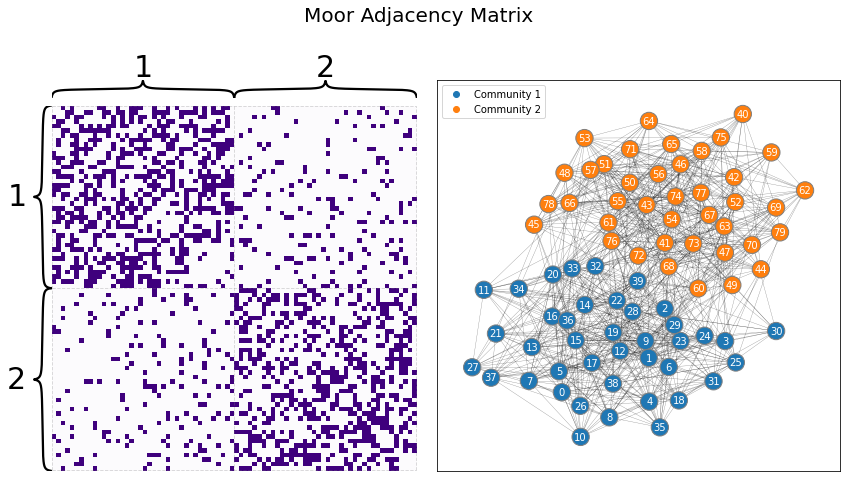 Moor Adjacency Matrix
1 2
1
2
Community 1
Community 2
40
64
53 75
71 65 58 59
51 46
48 57 56 42
50 62
78 66 55 43 74 77 52 69
45 61 54 67 63 79
76 41 73 70
72 47
68 44
20 33 32 39
11 34 60 49
14 22 28 2
16 36 29 30
21 19 24
13 15 9 23 3
12 1
27 5 17 6 25
37 7 38 31
0
26 4 18
8
10 35